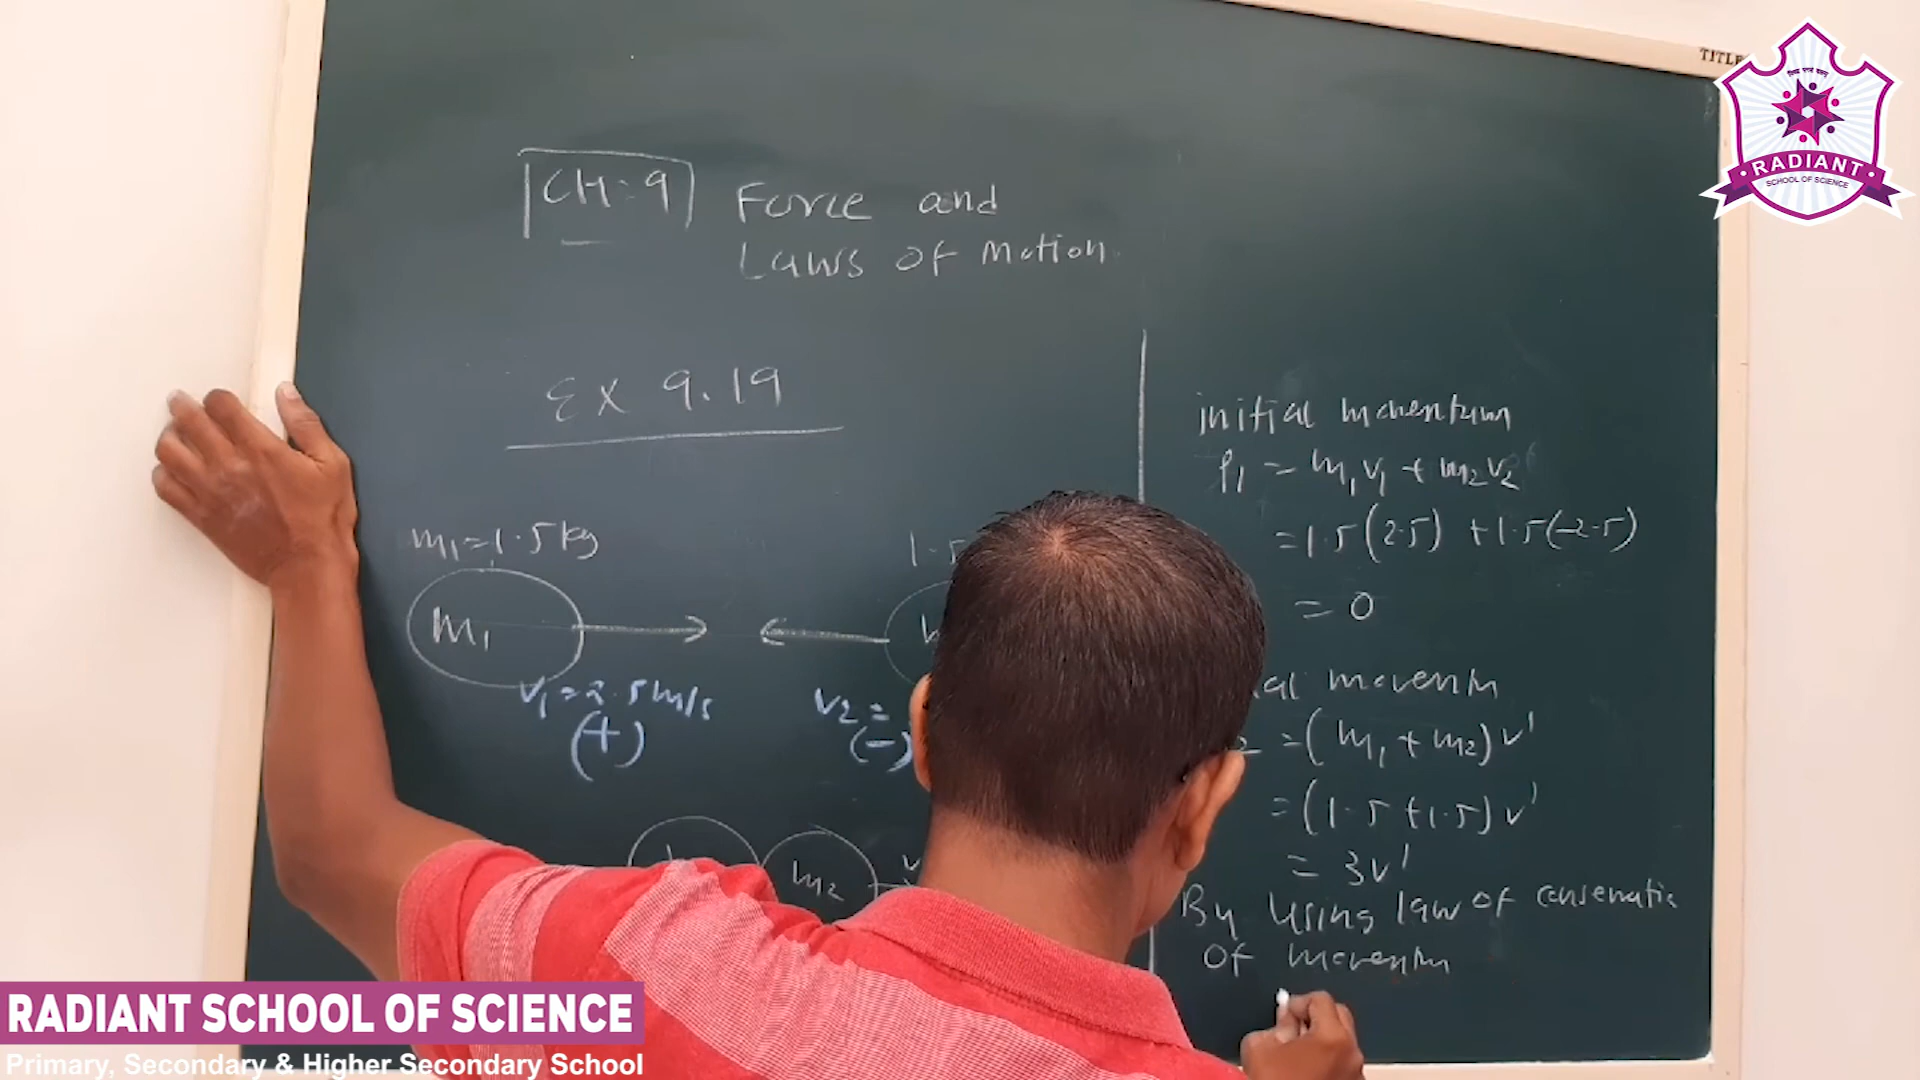 TITLE
RADIANT
SCHOOL OF SCIENCE
CH:9
Force and
Laws of Motion
Ex 9.19
m₁=1.5kg
1.5
m₁
v₁=2.5m/s
(+)
v₂=
(-)
m₂
initial momentum
P₁ = m₁v₁ + m₂v₂
=1.5(2.5) +1.5(-2.5)
= 0
=(m₁+m₂)v'
=(1.5+1.5)v'
= 3v'
By Using law of
of
RADIANT SCHOOL OF SCIENCE
Primary, Secondary & Higher Secondary School